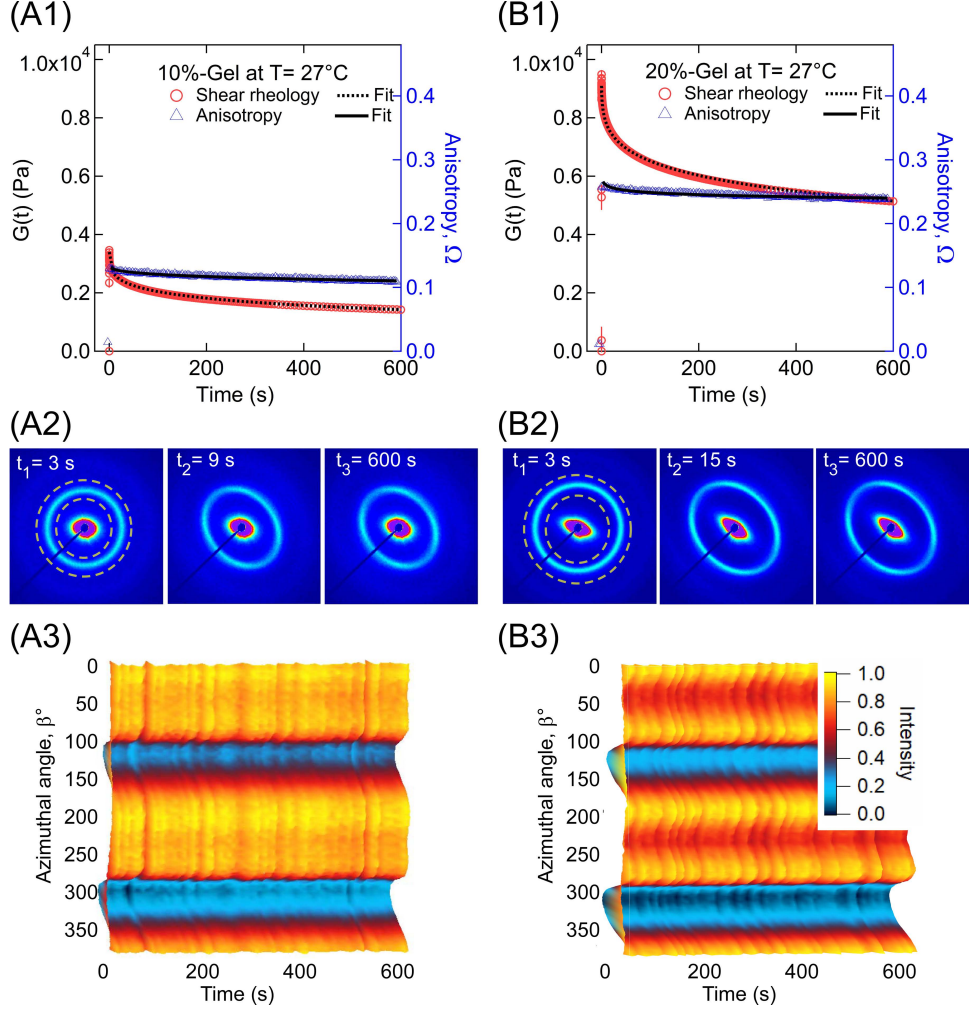 (A1)
1.0x10⁴
0.8
0.6
0.4
0.2
0.0
G(t) (Pa)
10%-Gel at T= 27°C
Shear rheology
Fit
Anisotropy
Fit
0.4
0.3
0.2
0.1
0.0
Anisotropy, Ω
0
200
400
600
Time (s)
(B1)
1.0x10⁴
0.8
0.6
0.4
0.2
0.0
G(t) (Pa)
20%-Gel at T= 27°C
Shear rheology
Fit
Anisotropy
Fit
0.4
0.3
0.2
0.1
0.0
Anisotropy, Ω
0
200
400
600
Time (s)
(A2)
t₁= 3 s
t₂= 9 s
t₃= 600 s
(B2)
t₁= 3 s
t₂= 15 s
t₃= 600 s
(A3)
0
50
100
150
200
250
300
350
Azimuthal angle, β°
0
200
400
600
Time (s)
(B3)
0
50
100
150
200
250
300
350
Azimuthal angle, β°
1.0
0.8
0.6
0.4
0.2
0.0
Intensity
0
200
400
600
Time (s)